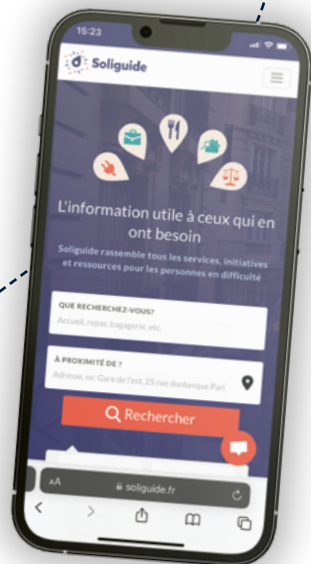 15:23
Soliguide
L'information utile à ceux qui en
ont besoin
Soliguide rassemble tous les services, initiatives
et ressources pour les personnes en difficulté
QUE RECHERCHEZ-VOUS?
Accueil, repas, bagagerie, etc.
À PROXIMITÉ DE ?
Adresse, ex: Gare de l'est, 25 rue dunkerque Pari
Rechercher
AA
soliguide.fr